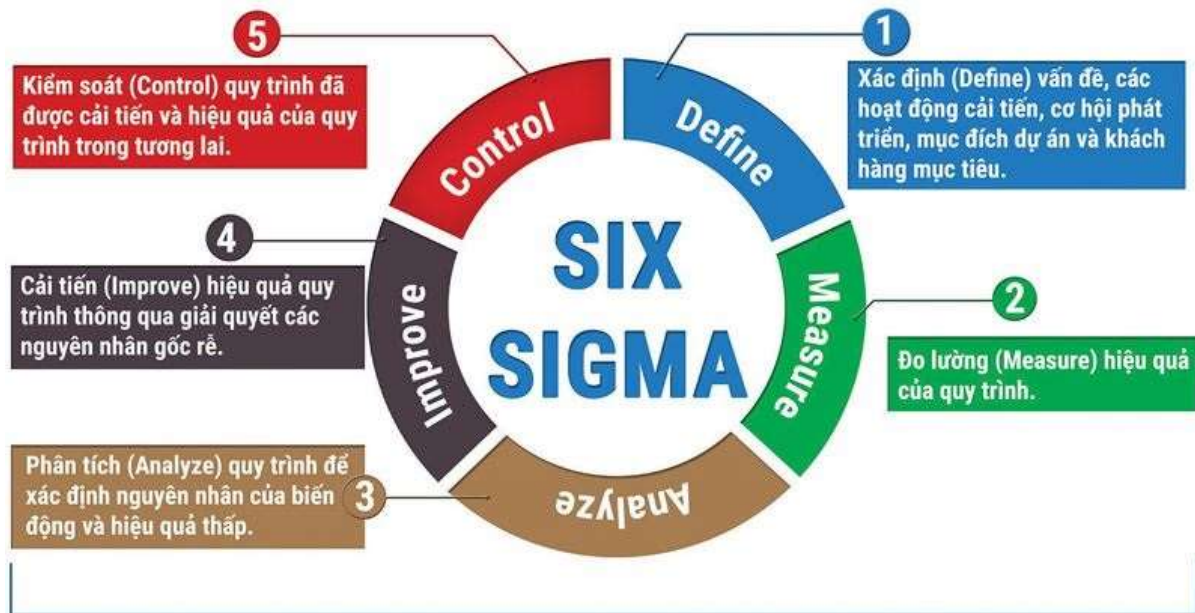 1
Xác định (Define) vấn đề, các
hoạt động cải tiến, cơ hội phát
triển, mục đích dự án và khách
hàng mục tiêu.
Define
2
Đo lường (Measure) hiệu quả
của quy trình.
Measure
3
Phân tích (Analyze) quy trình để
xác định nguyên nhân của biến
động và hiệu quả thấp.
Analyze
4
Cải tiến (Improve) hiệu quả quy
trình thông qua giải quyết các
nguyên nhân gốc rễ.
Improve
5
Kiểm soát (Control) quy trình đã
được cải tiến và hiệu quả của quy
trình trong tương lai.
Control
SIX
SIGMA